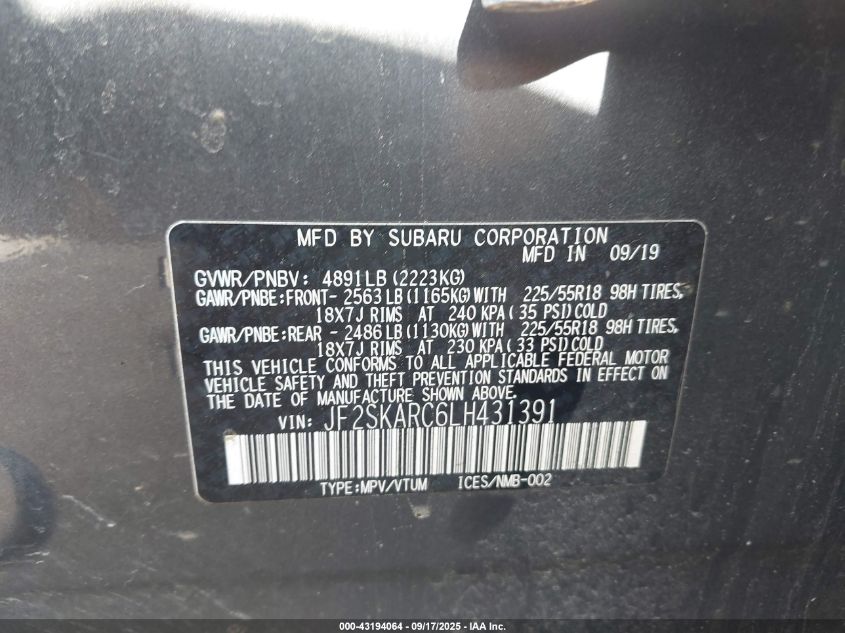 MFD BY SUBARU CORPORATION
MFD IN 09/19
GVWR/PNBV: 4891LB (2223KG)
GAWR/PNBE:FRONT- 2563LB (1165KG) WITH 225/55R18 98H TIRES,
18X7J RIMS AT 240 KPA ( 35 PSI) COLD
GAWR/PNBE:REAR - 2486LB (1130KG) WITH 225/55R18 98H TIRES,
18X7J RIMS AT 230 KPA ( 33 PSI) COLD
THIS VEHICLE CONFORMS TO ALL APPLICABLE FEDERAL MOTOR
VEHICLE SAFETY AND THEFT PREVENTION STANDARDS IN EFFECT ON
THE DATE OF MANUFACTURE SHOWN ABOVE.
VIN: JF2SKARC6LH431391
TYPE:MPV/VTUM ICES/NMB-002
000-43194064 - 09/17/2025 - IAA Inc.